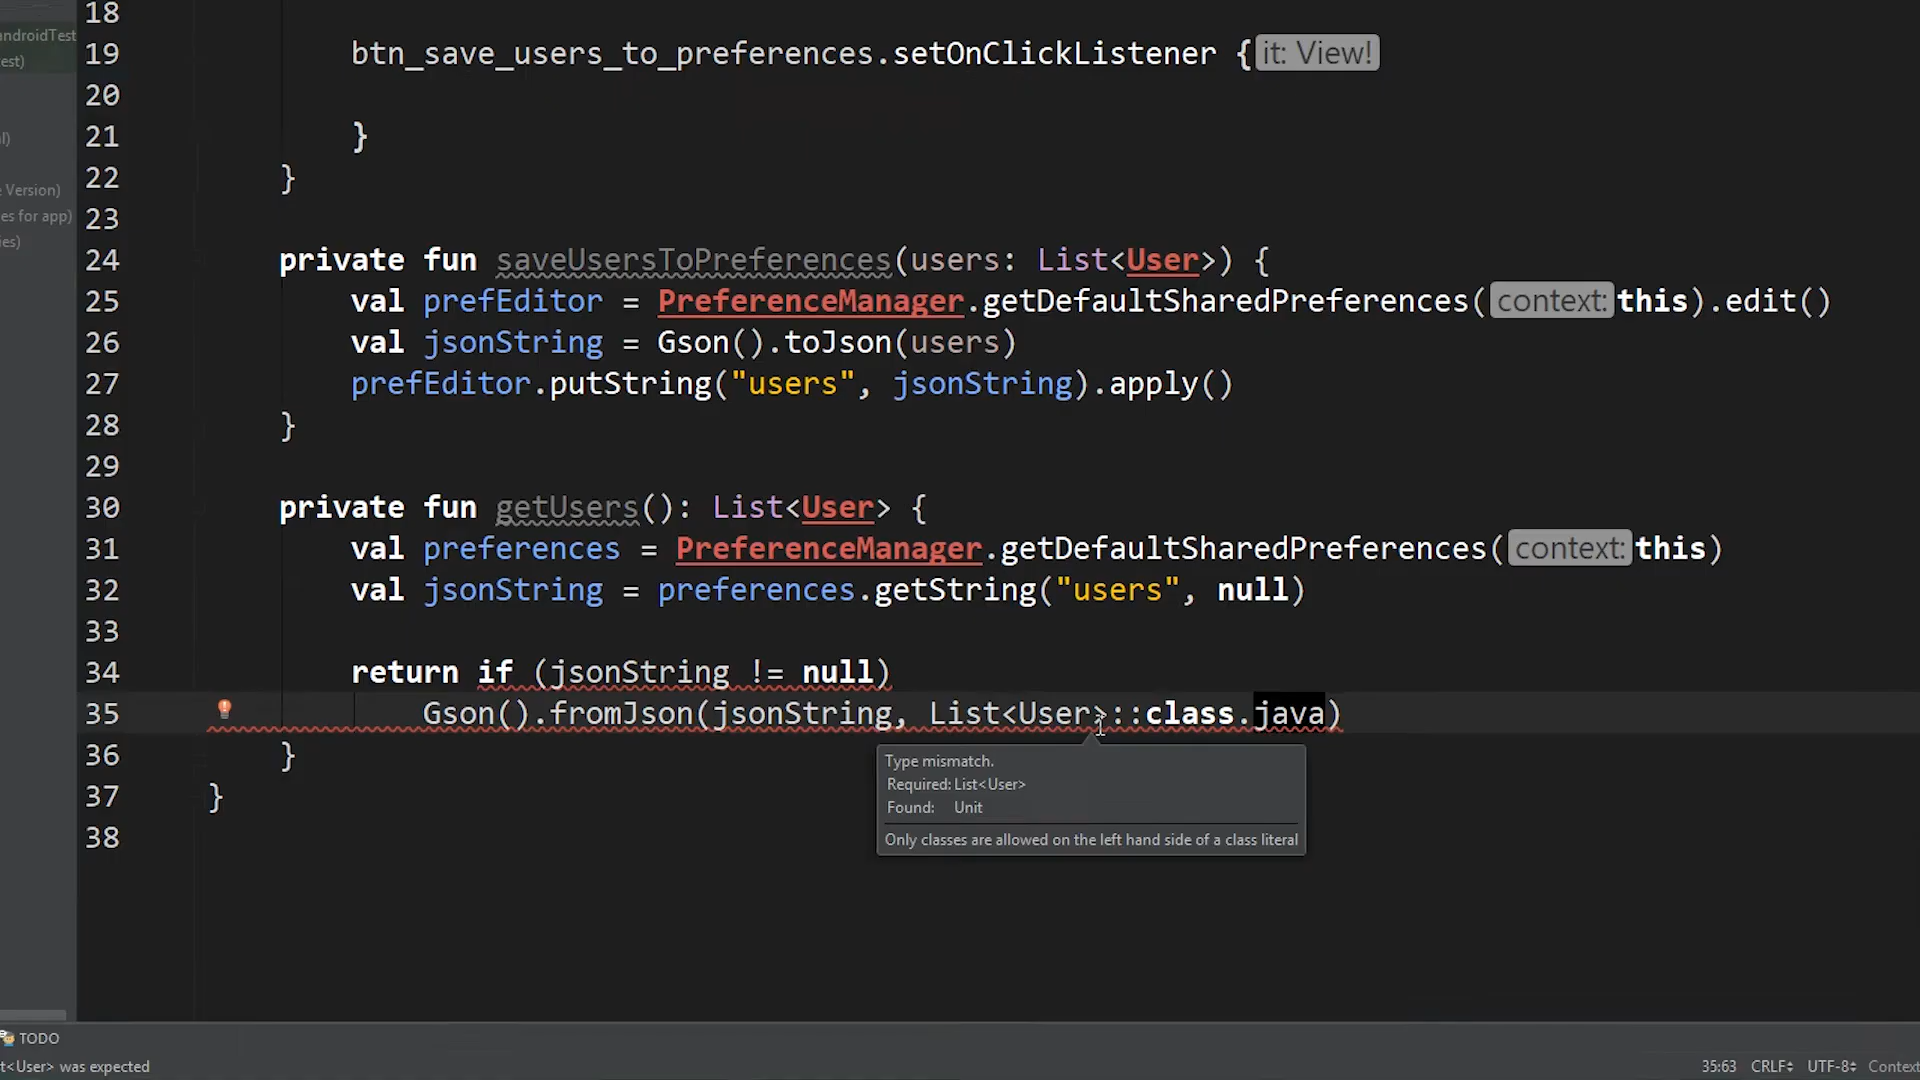 androidTest
est)
l)
e Version)
es for app)
ies)
18
19 btn_save_users_to_preferences.setOnClickListener { it: View!
20
21 }
22 }
23
24 private fun saveUsersToPreferences(users: List<User>) {
25 val prefEditor = PreferenceManager.getDefaultSharedPreferences( context: this).edit()
26 val jsonString = Gson().toJson(users)
27 prefEditor.putString("users", jsonString).apply()
28 }
29
30 private fun getUsers(): List<User> {
31 val preferences = PreferenceManager.getDefaultSharedPreferences( context: this)
32 val jsonString = preferences.getString("users", null)
33
34 return if (jsonString != null)
35 Gson().fromJson(jsonString, List<User>::class.java)
36 }
37 }
38
Type mismatch.
Required: List<User>
Found: Unit
Only classes are allowed on the left hand side of a class literal
TODO
t<User> was expected
35:63 CRLF UTF-8 Context